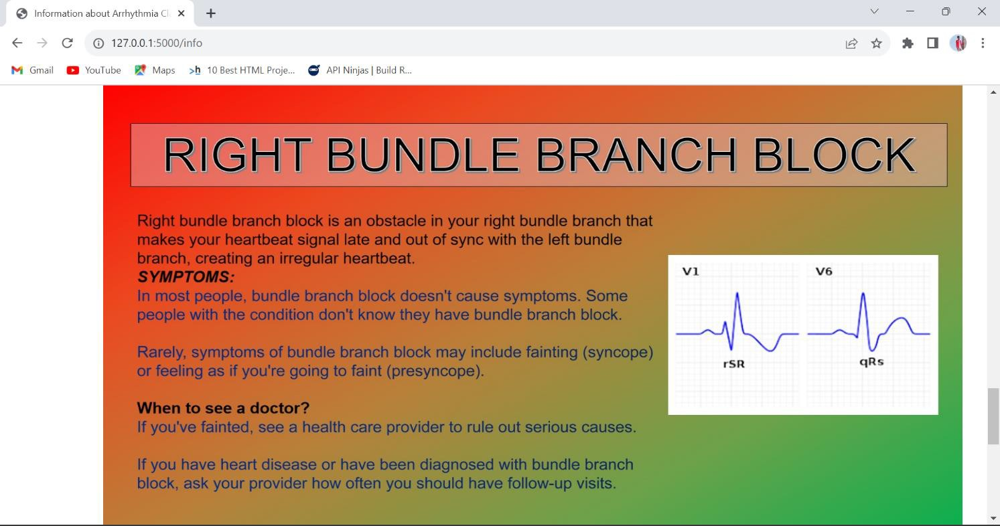 Information about Arrhythmia Cl
127.0.0.1:5000/info
Gmail YouTube Maps >h 10 Best HTML Proje... API Ninjas | Build R...
RIGHT BUNDLE BRANCH BLOCK
Right bundle branch block is an obstacle in your right bundle branch that
makes your heartbeat signal late and out of sync with the left bundle
branch, creating an irregular heartbeat.
SYMPTOMS:
In most people, bundle branch block doesn't cause symptoms. Some
people with the condition don't know they have bundle branch block.
Rarely, symptoms of bundle branch block may include fainting (syncope)
or feeling as if you're going to faint (presyncope).
When to see a doctor?
If you've fainted, see a health care provider to rule out serious causes.
If you have heart disease or have been diagnosed with bundle branch
block, ask your provider how often you should have follow-up visits.
V1 V6
rSR qRs